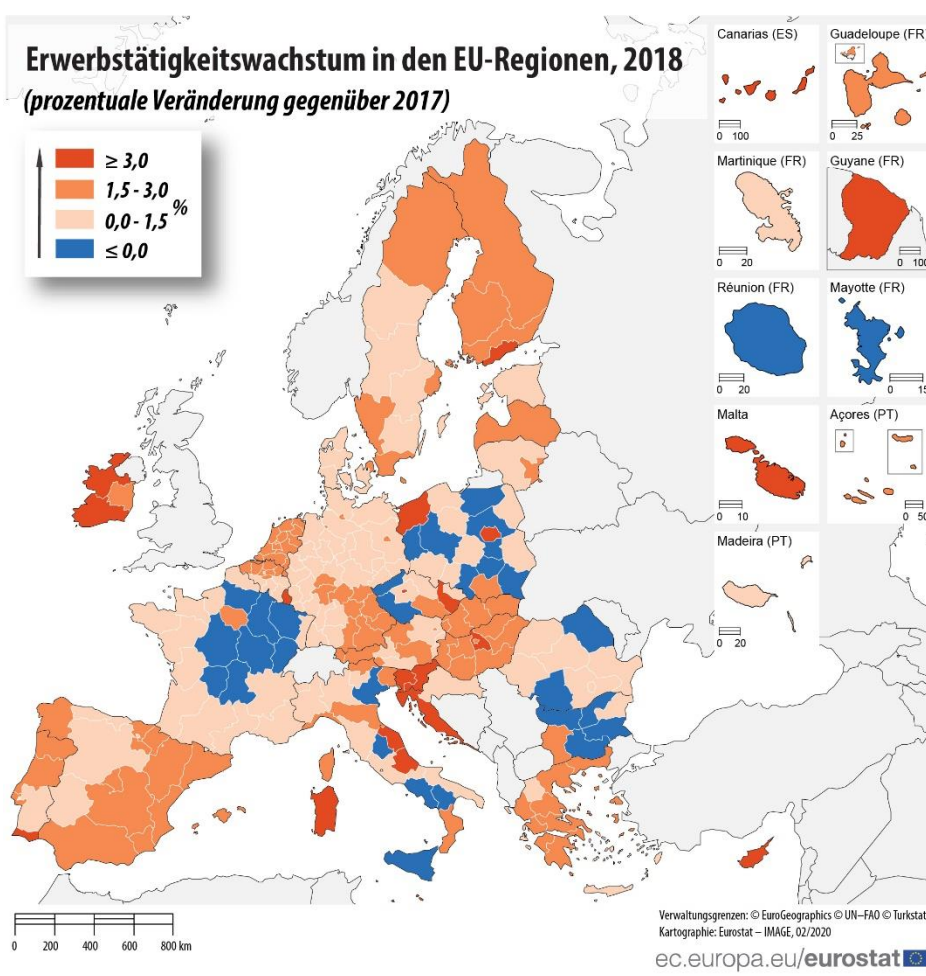 Erwerbstätigkeitswachstum in den EU-Regionen, 2018
(prozentuale Veränderung gegenüber 2017)
≥ 3,0
1,5 - 3,0
0,0 - 1,5
≤ 0,0
%
Canarias (ES)
0 100
Guadeloupe (FR
0 25
Martinique (FR)
0 20
Guyane (FR)
0 100
Réunion (FR)
0 20
Mayotte (FR)
0 15
Malta
0 10
Açores (PT)
0 50
Madeira (PT)
0 20
0 200 400 600 800 km
Verwaltungsgrenzen: © EuroGeographics © UN–FAO © Turkstat
Kartographie: Eurostat – IMAGE, 02/2020
ec.europa.eu/eurostat